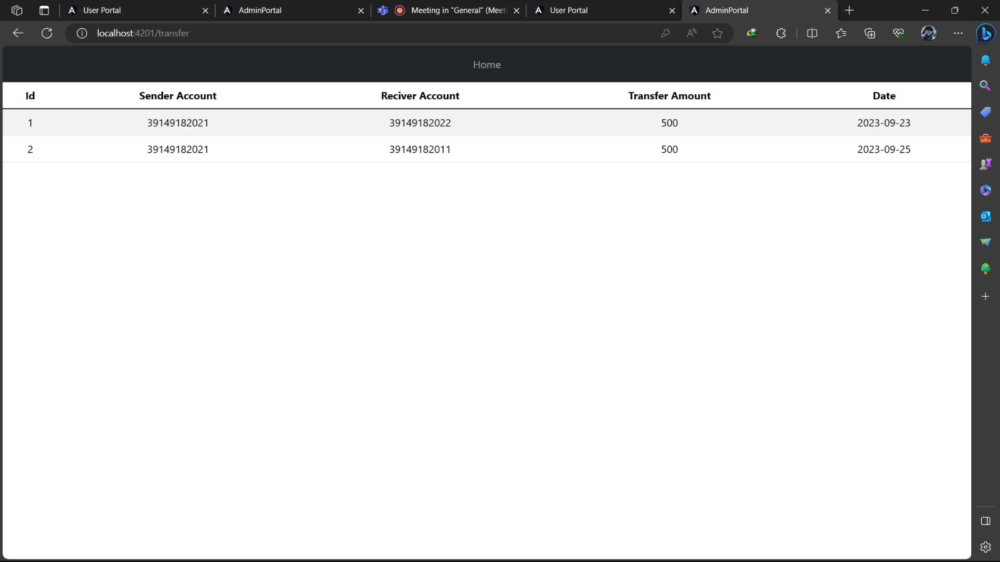 User Portal AdminPortal Meeting in "General" (Meeti User Portal AdminPortal
localhost:4201/transfer
Home
Id Sender Account Reciver Account Transfer Amount Date
1 39149182021 39149182022 500 2023-09-23
2 39149182021 39149182011 500 2023-09-25